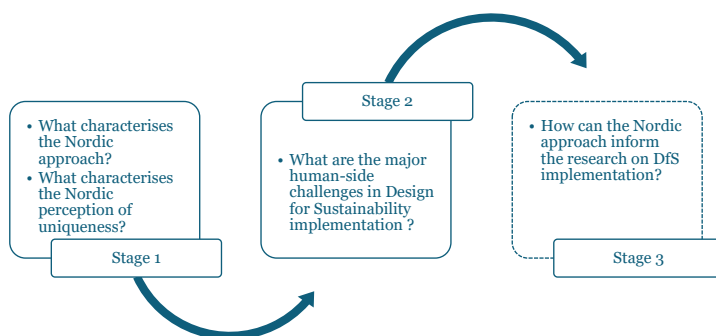 • What characterises
the Nordic
approach?
• What characterises
the Nordic
perception of
uniqueness?
Stage 1
Stage 2
• What are the major
human-side
challenges in Design
for Sustainability
implementation ?
• How can the Nordic
approach inform
the research on DfS
implementation?
Stage 3